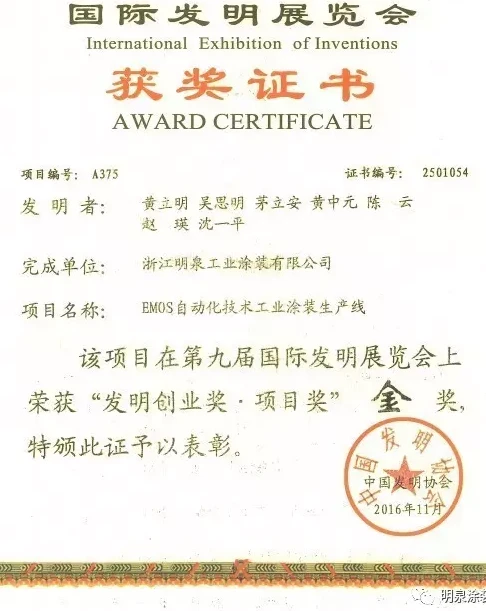 国际发明展览会
International Exhibition of Inventions
获奖证书
AWARD CERTIFICATE
项目编号: A375 证书编号: 2501054
发明者: 黄立明 吴思明 茅立安 黄中元 陈 云
赵 瑛 沈一平
完成单位: 浙江明泉工业涂装有限公司
项目名称: EMOS自动化技术工业涂装生产线
该项目在第九届国际发明展览会上
荣获“发明创业奖·项目奖” 金 奖,
特颁此证予以表彰。
中国发明协会
中国发明协会
2016年11月
明泉涂装